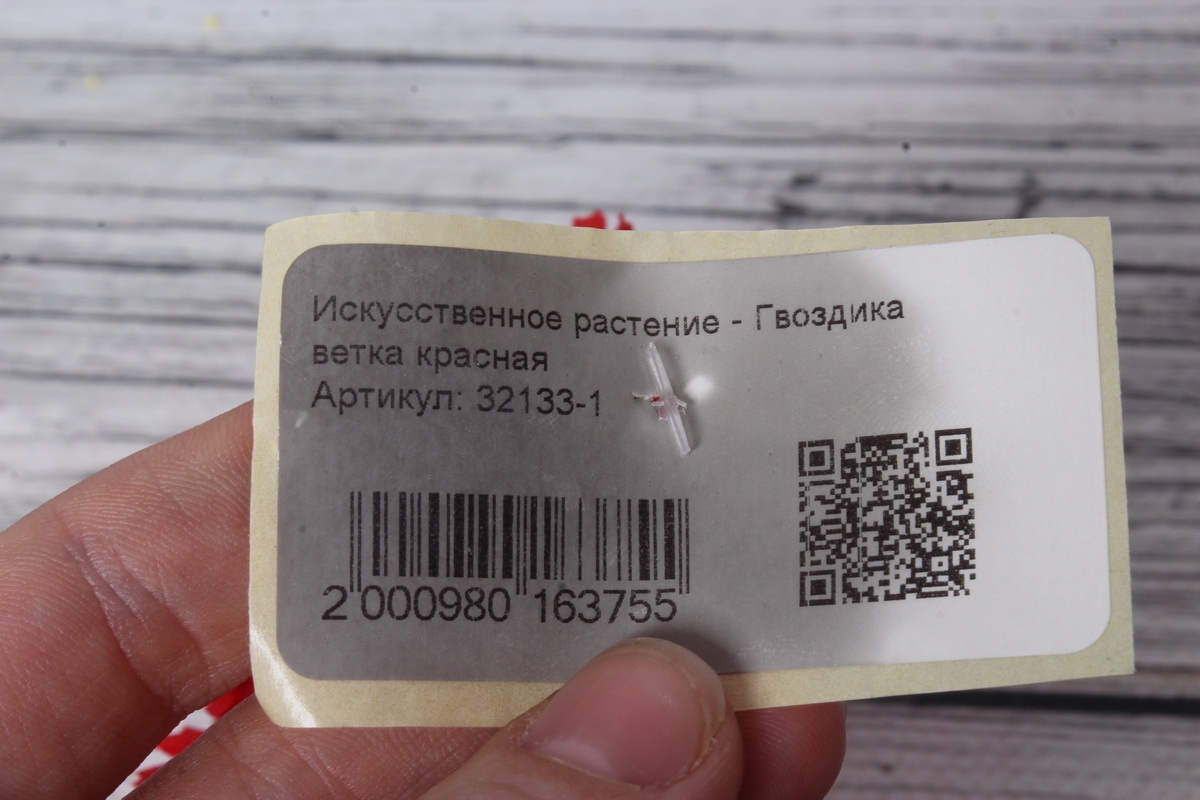 Искусственное растение - Гвоздика
ветка красная
Артикул: 32133-1
2 000980 163755